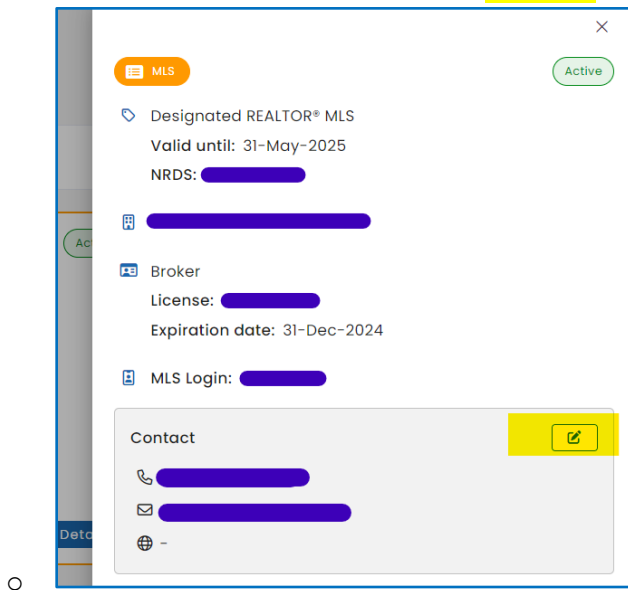 MLS
Active
Designated REALTOR® MLS
Valid until: 31-May-2025
NRDS:
Act
Broker
License:
Expiration date: 31-Dec-2024
MLS Login:
Contact
Deta
-